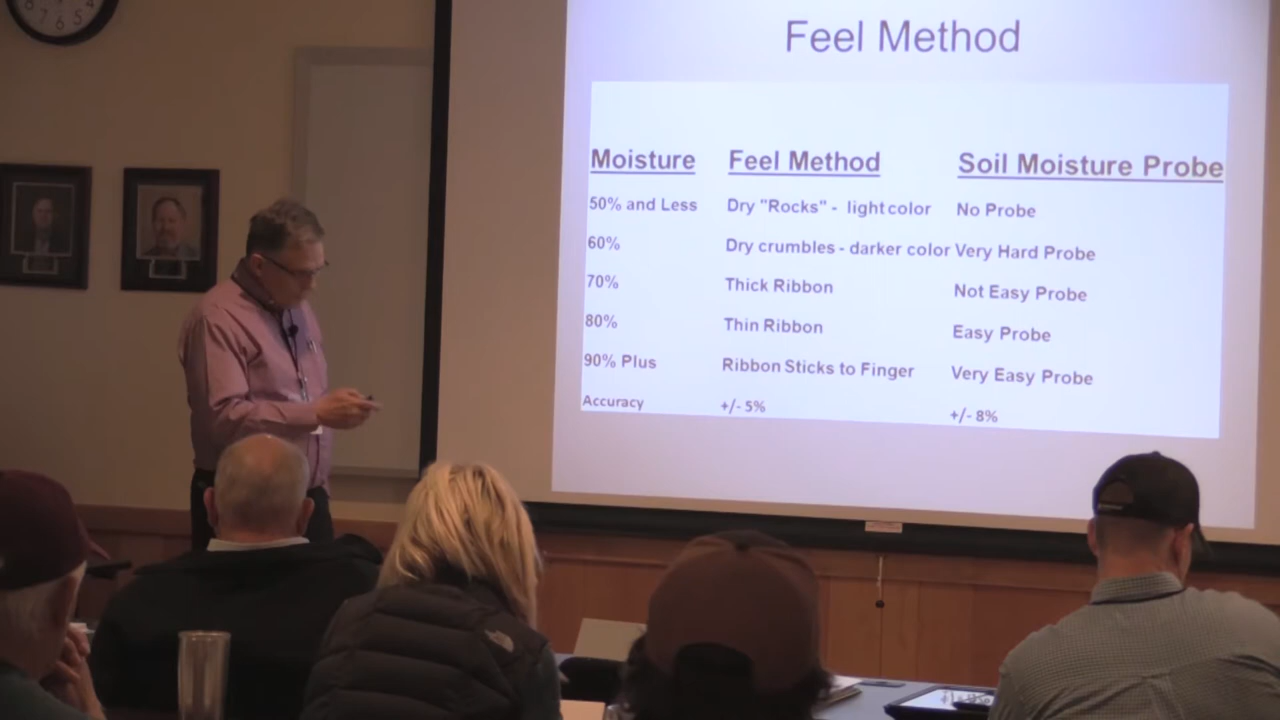 Feel Method
Moisture Feel Method Soil Moisture Probe
50% and Less Dry "Rocks" - light color No Probe
60% Dry crumbles - darker color Very Hard Probe
70% Thick Ribbon Not Easy Probe
80% Thin Ribbon Easy Probe
90% Plus Ribbon Sticks to Finger Very Easy Probe
Accuracy +/- 5% +/- 8%